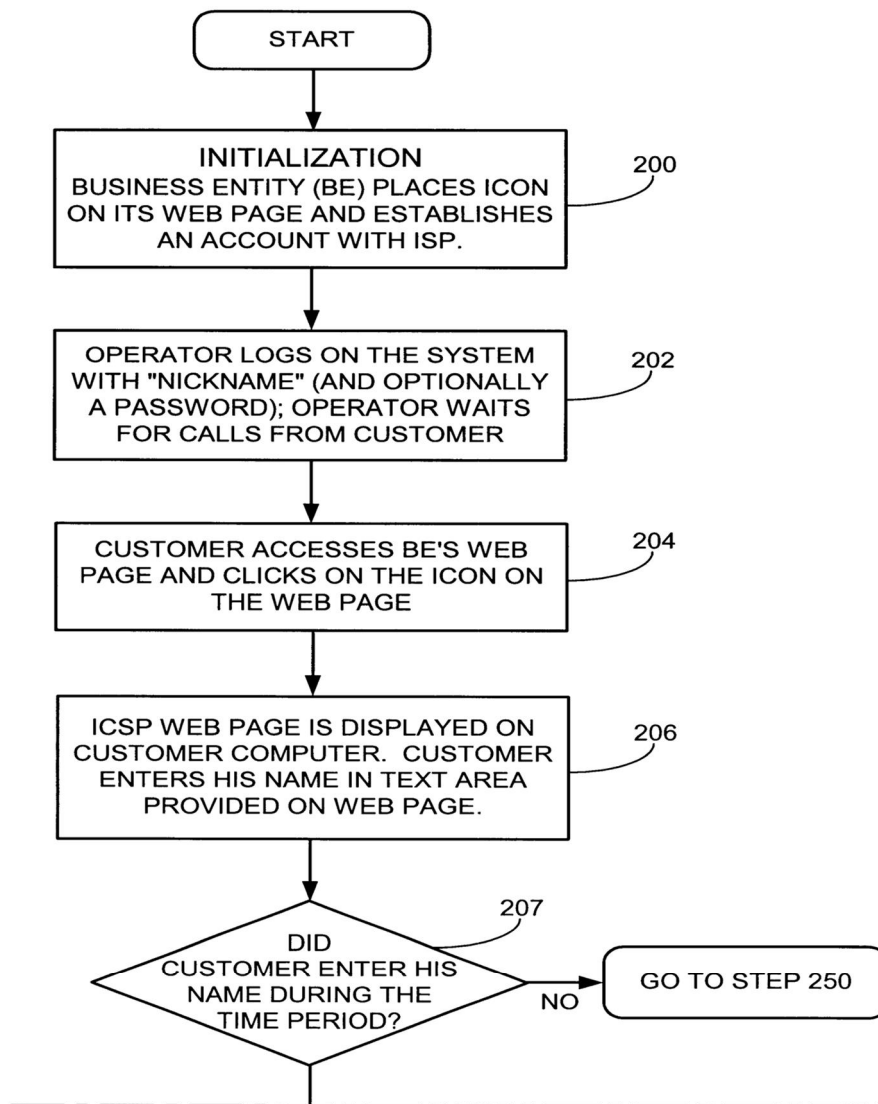 START
INITIALIZATION
BUSINESS ENTITY (BE) PLACES ICON
ON ITS WEB PAGE AND ESTABLISHES
AN ACCOUNT WITH ISP.
200
OPERATOR LOGS ON THE SYSTEM
WITH "NICKNAME" (AND OPTIONALLY
A PASSWORD); OPERATOR WAITS
FOR CALLS FROM CUSTOMER
202
CUSTOMER ACCESSES BE'S WEB
PAGE AND CLICKS ON THE ICON ON
THE WEB PAGE
204
ICSP WEB PAGE IS DISPLAYED ON
CUSTOMER COMPUTER. CUSTOMER
ENTERS HIS NAME IN TEXT AREA
PROVIDED ON WEB PAGE.
206
207
DID
CUSTOMER ENTER HIS
NAME DURING THE
TIME PERIOD?
NO
GO TO STEP 250